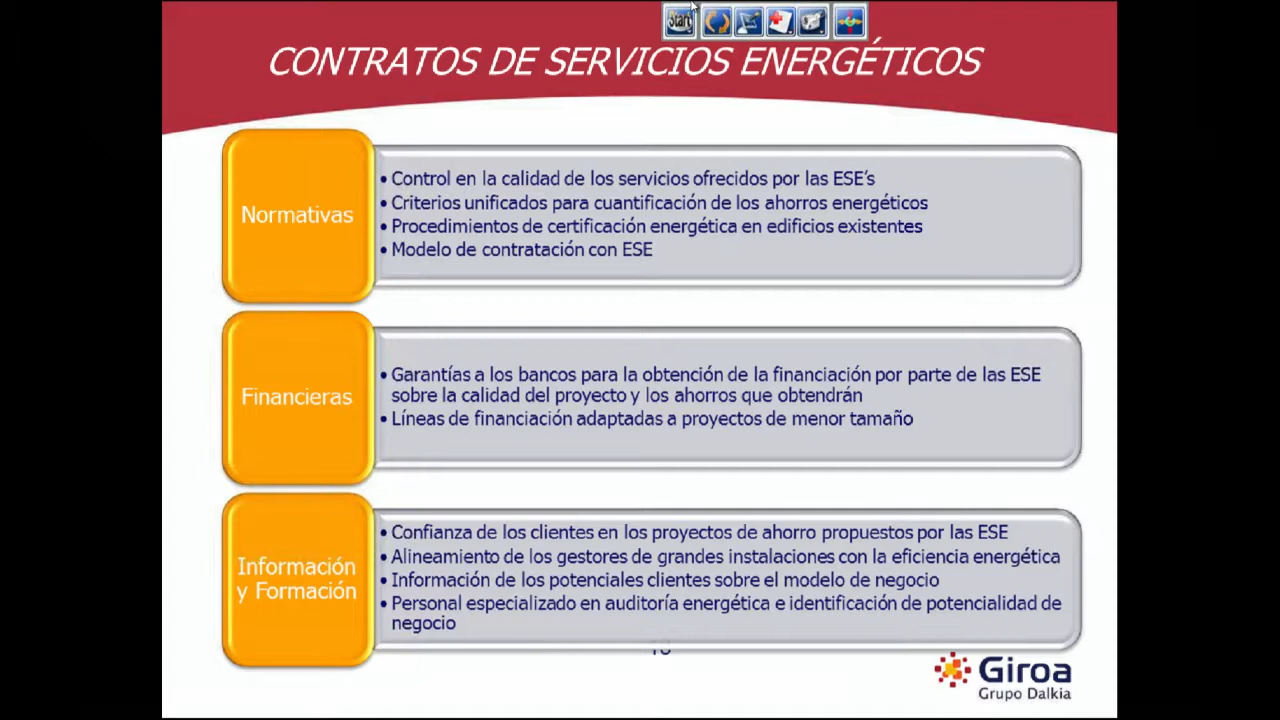 Start
CONTRATOS DE SERVICIOS ENERGÉTICOS
Normativas
• Control en la calidad de los servicios ofrecidos por las ESE’s
• Criterios unificados para cuantificación de los ahorros energéticos
• Procedimientos de certificación energética en edificios existentes
• Modelo de contratación con ESE
Financieras
• Garantías a los bancos para la obtención de la financiación por parte de las ESE
sobre la calidad del proyecto y los ahorros que obtendrán
• Líneas de financiación adaptadas a proyectos de menor tamaño
Información
y Formación
• Confianza de los clientes en los proyectos de ahorro propuestos por las ESE
• Alineamiento de los gestores de grandes instalaciones con la eficiencia energética
• Información de los potenciales clientes sobre el modelo de negocio
• Personal especializado en auditoría energética e identificación de potencialidad de
negocio
Giroa
Grupo Dalkia